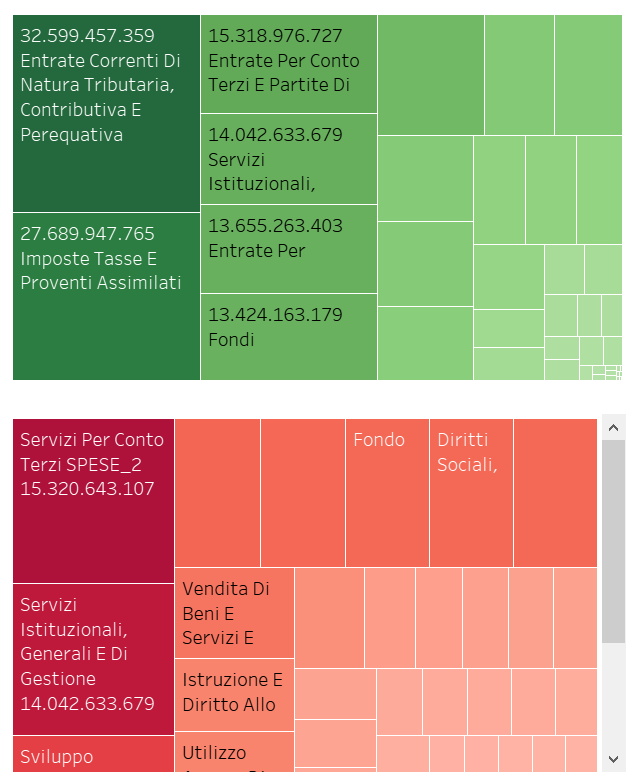 32.599.457.359
Entrate Correnti Di
Natura Tributaria,
Contributiva E
Perequativa
27.689.947.765
Imposte Tasse E
Proventi Assimilati
15.318.976.727
Entrate Per Conto
Terzi E Partite Di
14.042.633.679
Servizi
Istituzionali,
13.655.263.403
Entrate Per
13.424.163.179
Fondi
Servizi Per Conto
Terzi SPESE_2
15.320.643.107
Servizi
Istituzionali,
Generali E Di
Gestione
14.042.633.679
Sviluppo
Fondo
Diritti
Sociali,
Vendita Di
Beni E
Servizi E
Istruzione E
Diritto Allo
Utilizzo